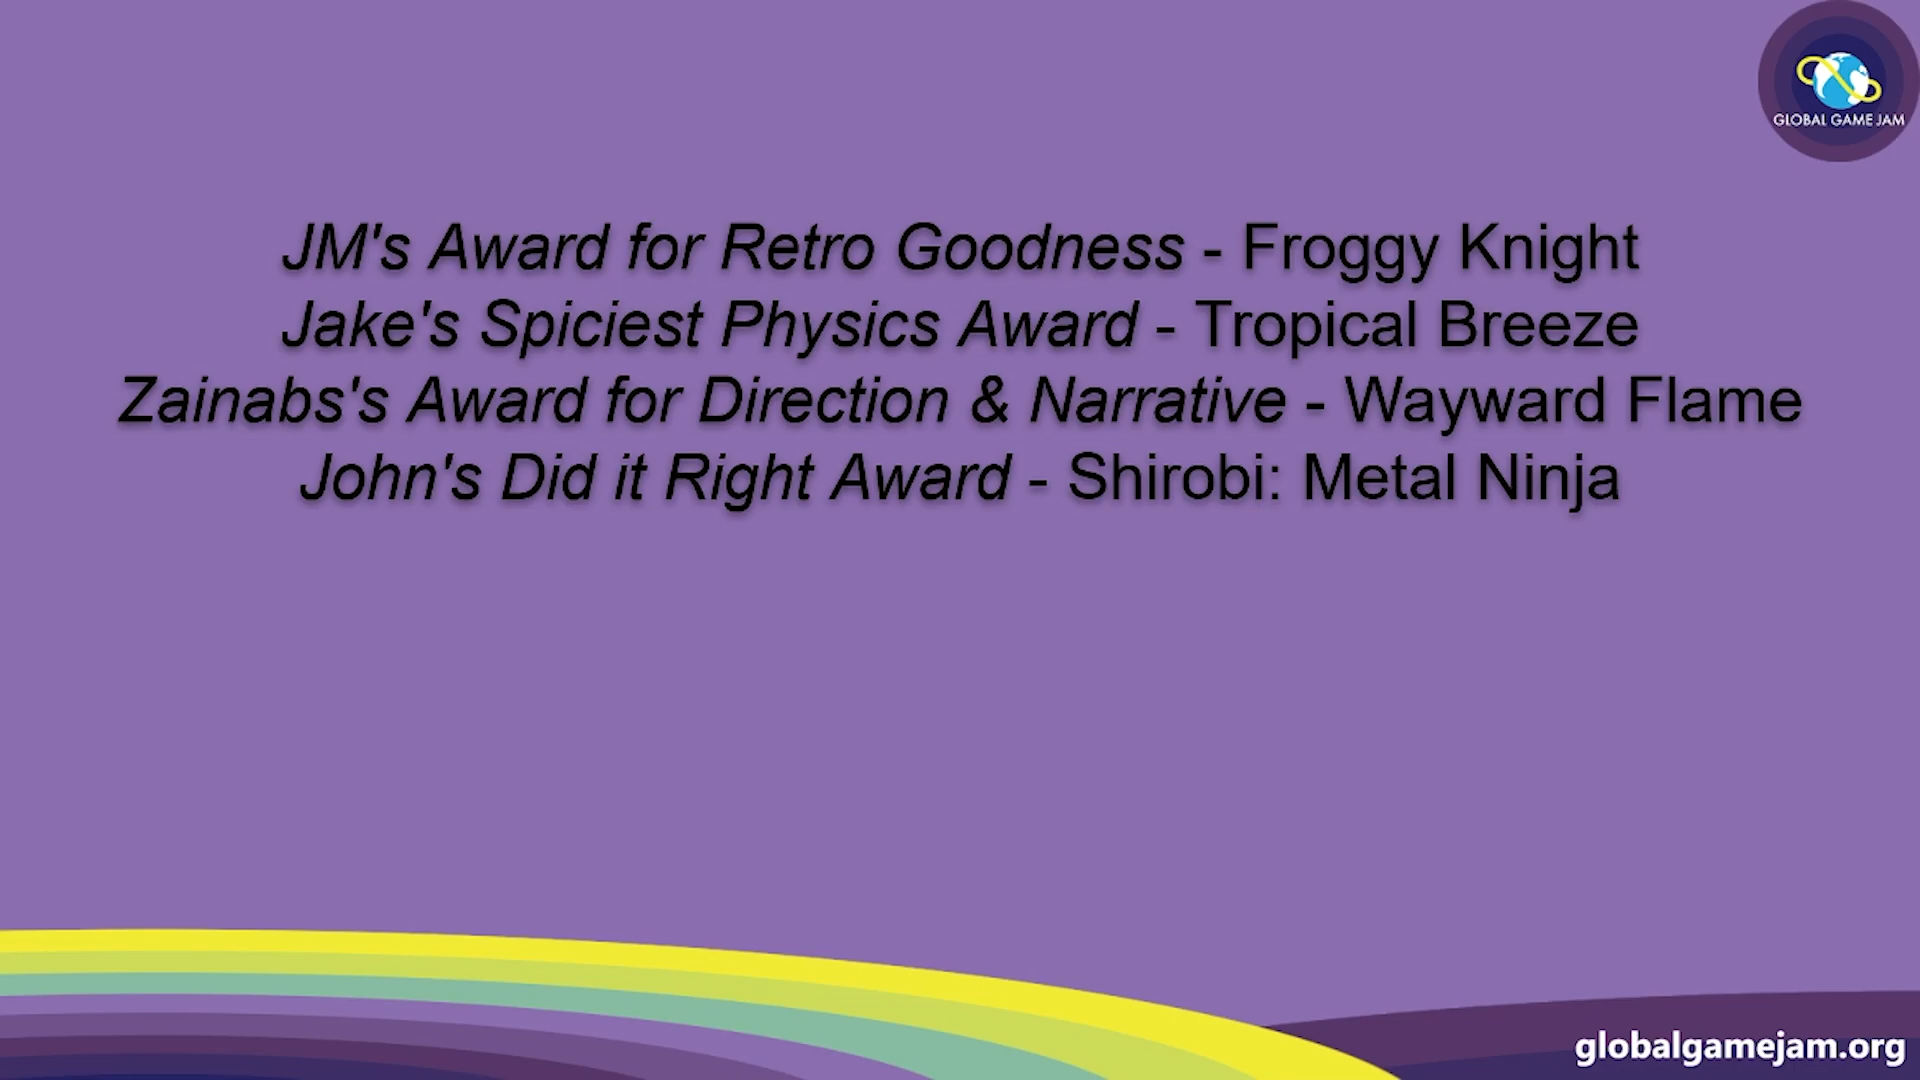 GLOBAL GAME JAM
JM's Award for Retro Goodness - Froggy Knight
Jake's Spiciest Physics Award - Tropical Breeze
Zainabs's Award for Direction & Narrative - Wayward Flame
John's Did it Right Award - Shirobi: Metal Ninja
globalgamejam.org